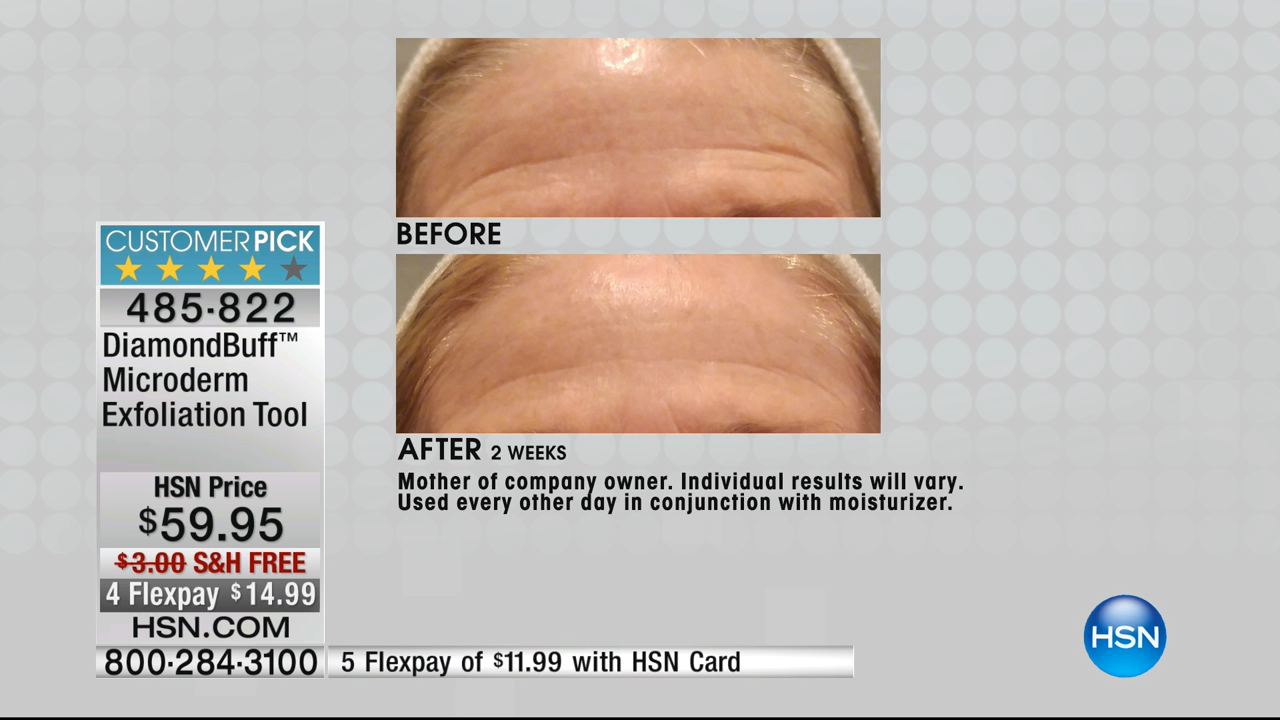 BEFORE
AFTER 2 WEEKS
Mother of company owner. Individual results will vary.
Used every other day in conjunction with moisturizer.
CUSTOMER PICK
485·822
DiamondBuff™
Microderm
Exfoliation Tool
HSN Price
$59.95
$3.00 S&H FREE
4 Flexpay $14.99
HSN.COM
800·284·3100
5 Flexpay of $11.99 with HSN Card
HSN